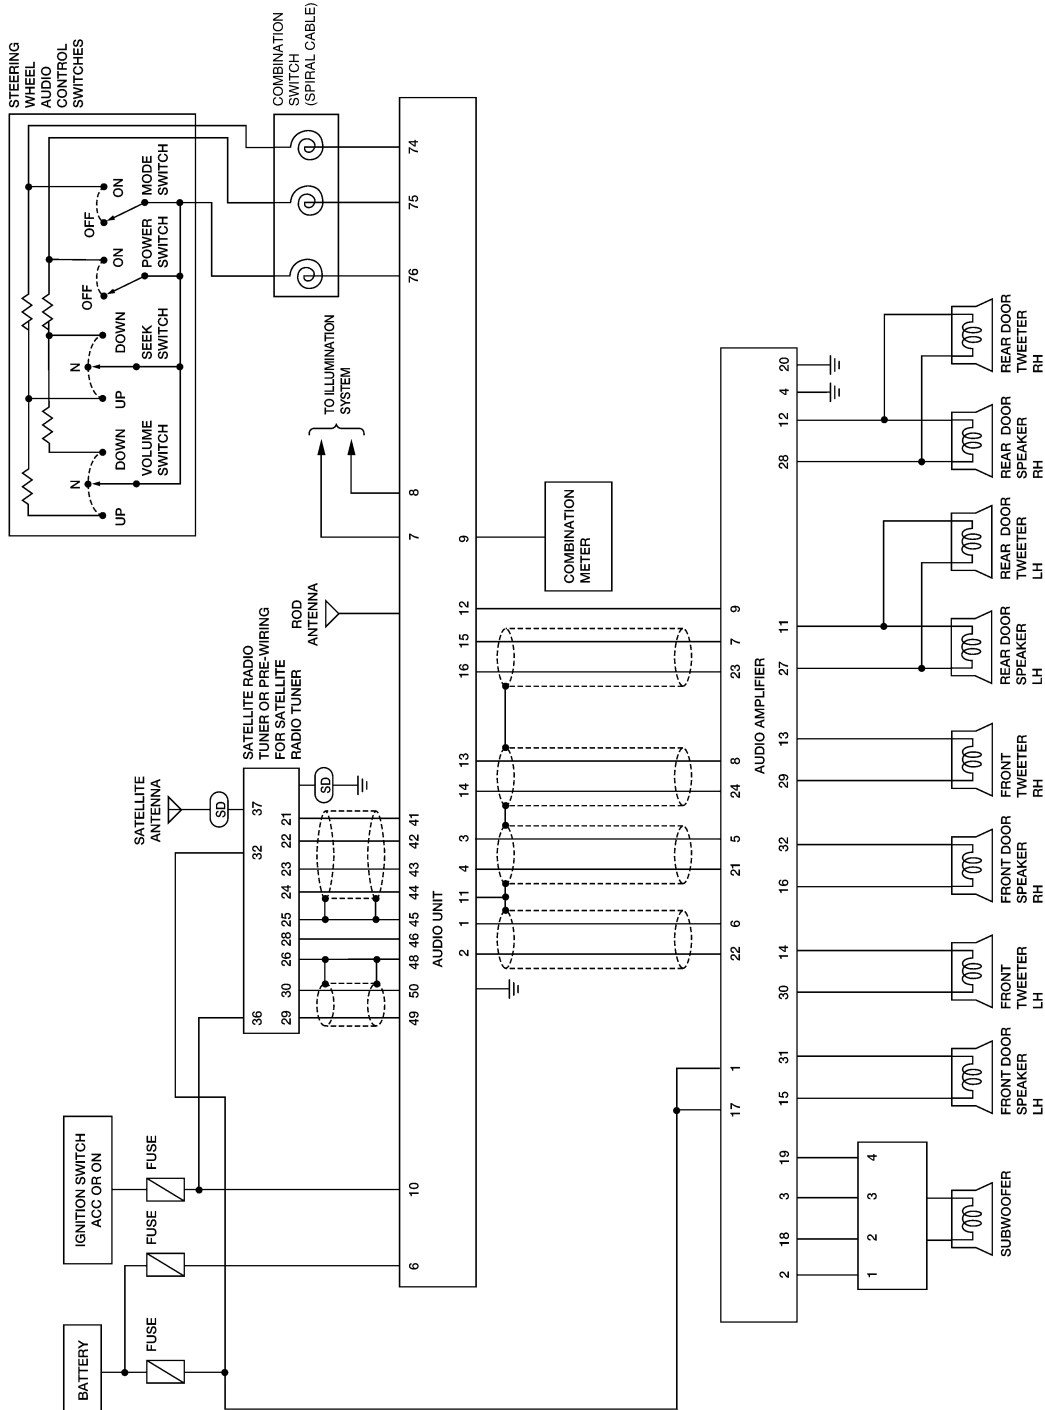 BATTERY
FUSE
FUSE
IGNITION SWITCH
ACC OR ON
FUSE
SATELLITE
ANTENNA
SD
SATELLITE RADIO
TUNER OR PRE-WIRING
FOR SATELLITE
RADIO TUNER
36
32
37
29
30
26
28
25
24
23
22
21
SD
ROD
ANTENNA
TO ILLUMINATION
SYSTEM
STEERING
WHEEL
AUDIO
CONTROL
SWITCHES
UP
N
DOWN
VOLUME
SWITCH
UP
N
DOWN
SEEK
SWITCH
OFF
ON
POWER
SWITCH
OFF
ON
MODE
SWITCH
COMBINATION
SWITCH
(SPIRAL CABLE)
6
10
49
50
48
46
45
44
43
42
41
7
8
76
75
74
AUDIO UNIT
2
1
11
4
3
14
13
16
15
12
9
COMBINATION
METER
17
1
22
6
21
5
24
8
23
7
9
AUDIO AMPLIFIER
2
18
3
19
15
31
30
14
16
32
29
13
27
11
28
12
4
20
1
2
3
4
SUBWOOFER
FRONT DOOR
SPEAKER
LH
FRONT
TWEETER
LH
FRONT DOOR
SPEAKER
RH
FRONT
TWEETER
RH
REAR DOOR
SPEAKER
LH
REAR DOOR
TWEETER
LH
REAR DOOR
SPEAKER
RH
REAR DOOR
TWEETER
RH